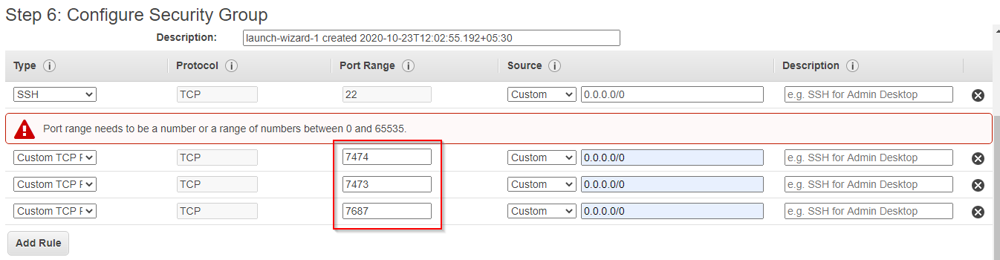 Step 6: Configure Security Group
Description: launch-wizard-1 created 2020-10-23T12:02:55.192+05:30
Type i Protocol i Port Range i Source i Description i
SSH TCP 22 Custom 0.0.0.0/0 e.g. SSH for Admin Desktop
Port range needs to be a number or a range of numbers between 0 and 65535.
Custom TCP F TCP 7474 Custom 0.0.0.0/0 e.g. SSH for Admin Desktop
Custom TCP F TCP 7473 Custom 0.0.0.0/0 e.g. SSH for Admin Desktop
Custom TCP F TCP 7687 Custom 0.0.0.0/0 e.g. SSH for Admin Desktop
Add Rule